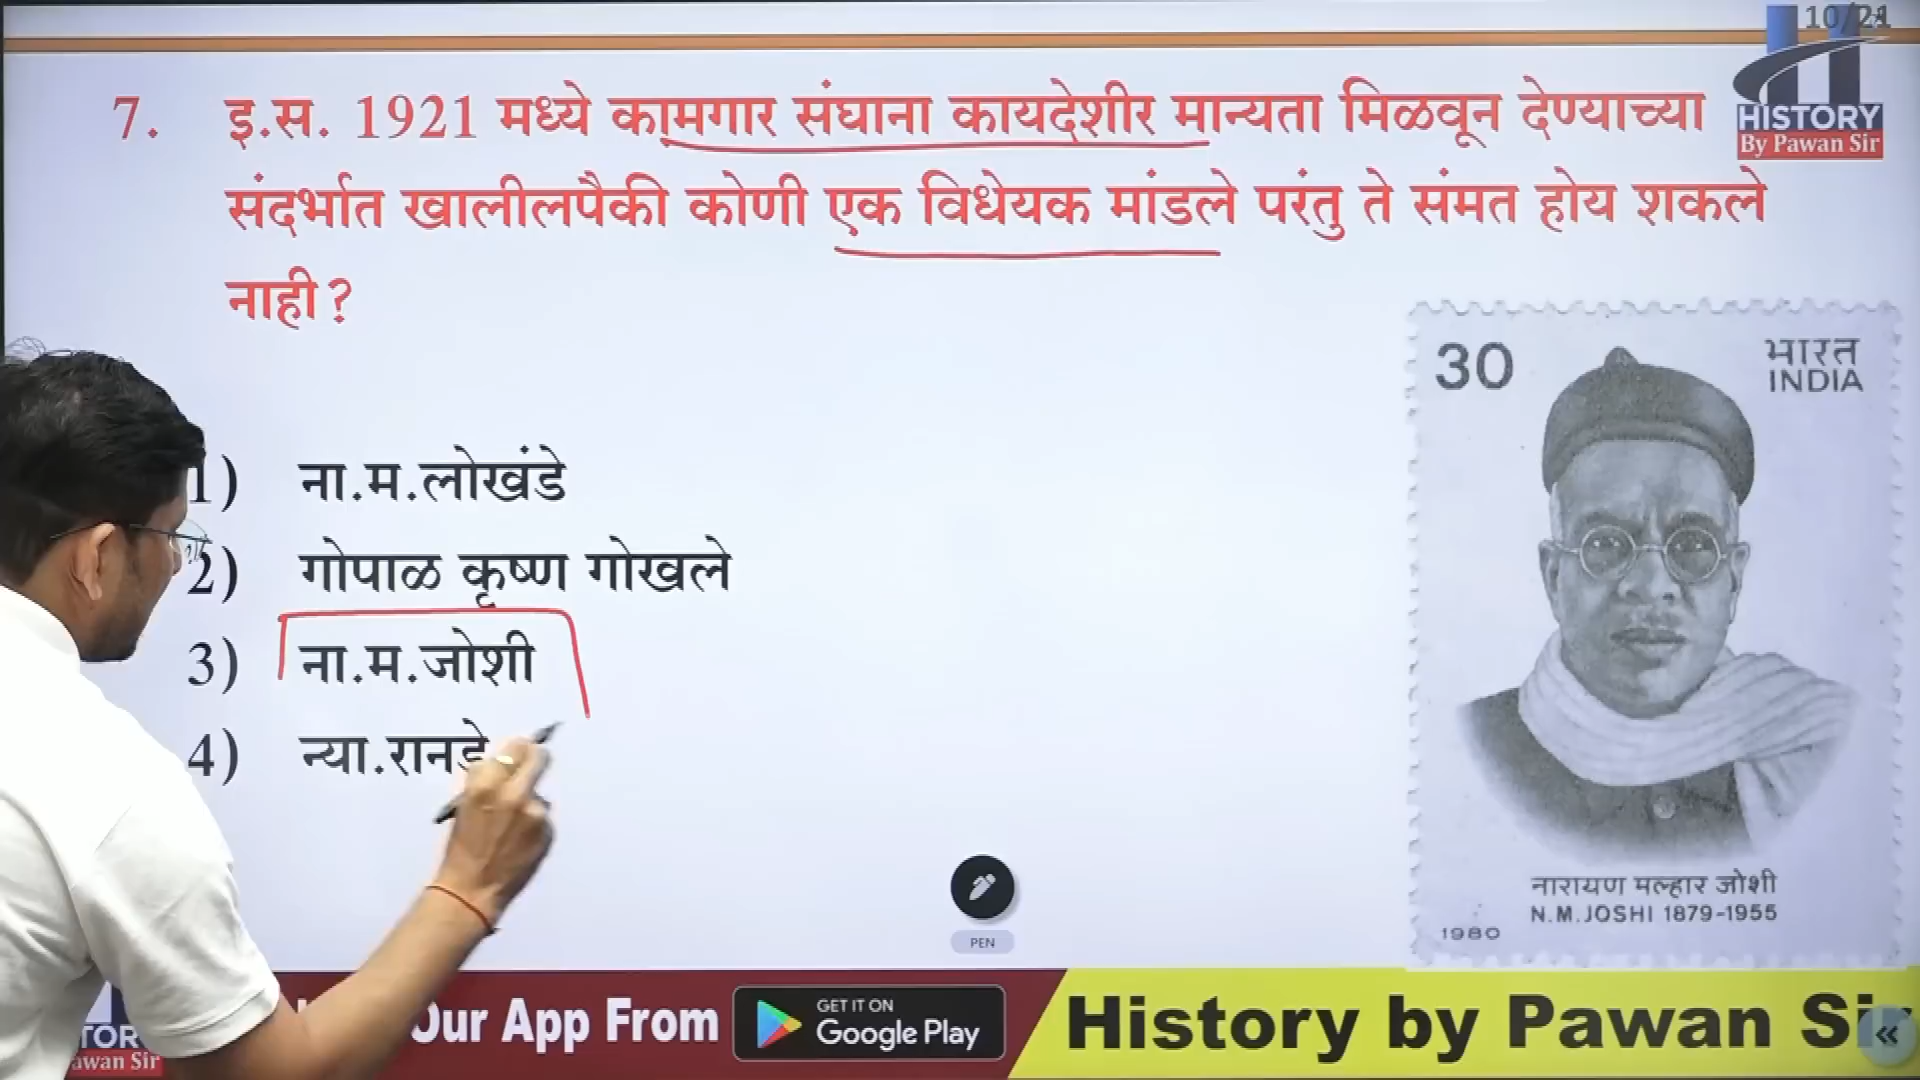 10/21
HISTORY
By Pawan Sir
7. इ.स. 1921 मध्ये कामगार संघाना कायदेशीर मान्यता मिळवून देण्याच्या
संदर्भात खालीलपैकी कोणी एक विधेयक मांडले परंतु ते संमत होय शकले
नाही?
30 भारत
INDIA
1) ना.म.लोखंडे
2) गोपाळ कृष्ण गोखले
3) ना.म.जोशी
4) न्या.रानडे
नारायण मल्हार जोशी
N.M.JOSHI 1879-1955
1980
PEN
Our App From
GET IT ON
Google Play
History by Pawan Sir